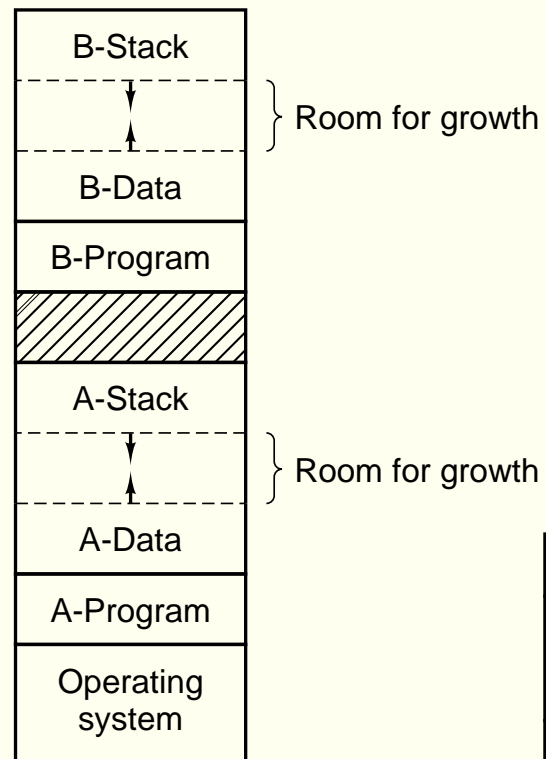 B-Stack
Room for growth
B-Data
B-Program
A-Stack
Room for growth
A-Data
A-Program
Operating
system